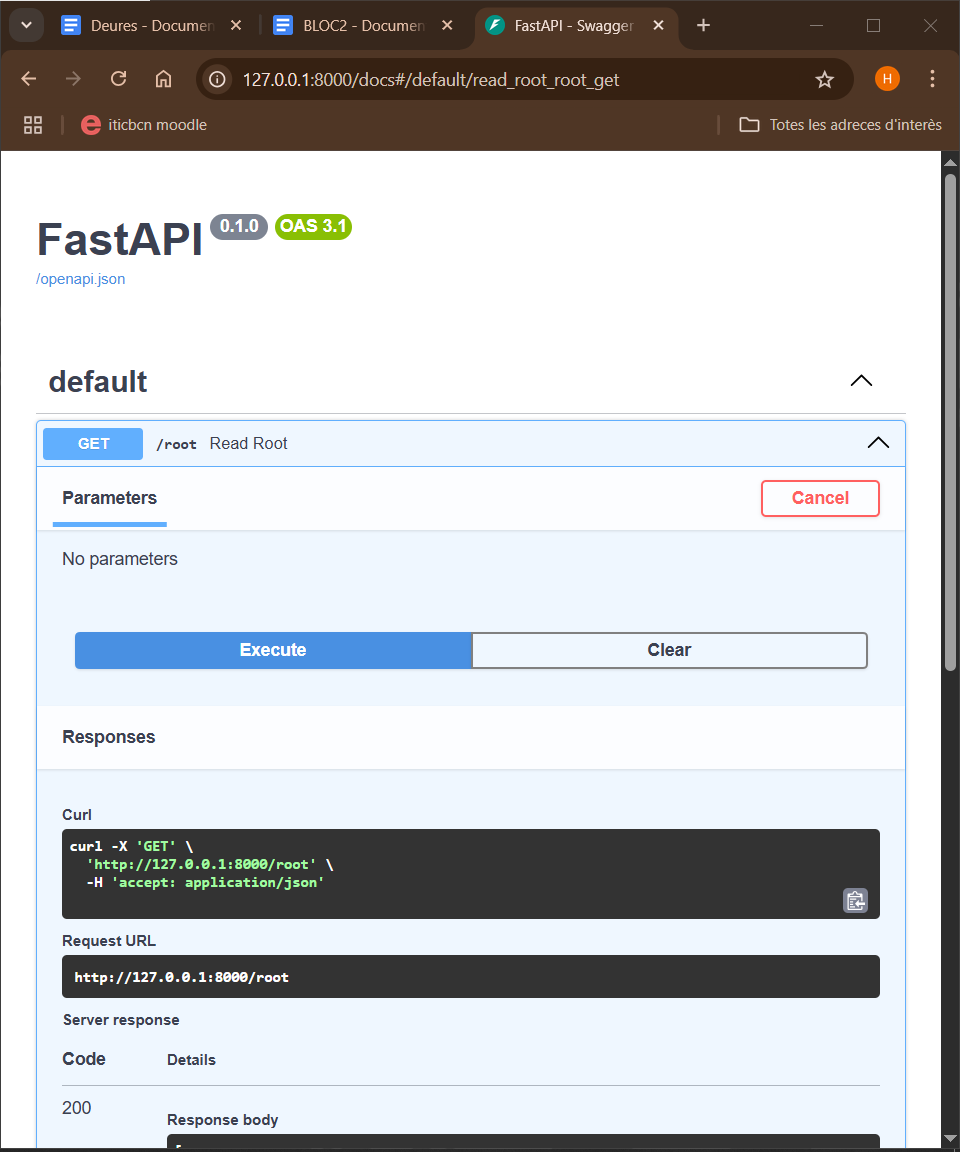 Deures - Documen
BLOC2 - Documen
FastAPI - Swagger
127.0.0.1:8000/docs#/default/read_root_root_get
H
iticbcn moodle
Totes les adreces d'interès
FastAPI 0.1.0 OAS 3.1
/openapi.json
default
GET /root Read Root
Parameters
Cancel
No parameters
Execute
Clear
Responses
Curl
curl -X 'GET' \
'http://127.0.0.1:8000/root' \
-H 'accept: application/json'
Request URL
http://127.0.0.1:8000/root
Server response
Code Details
200
Response body